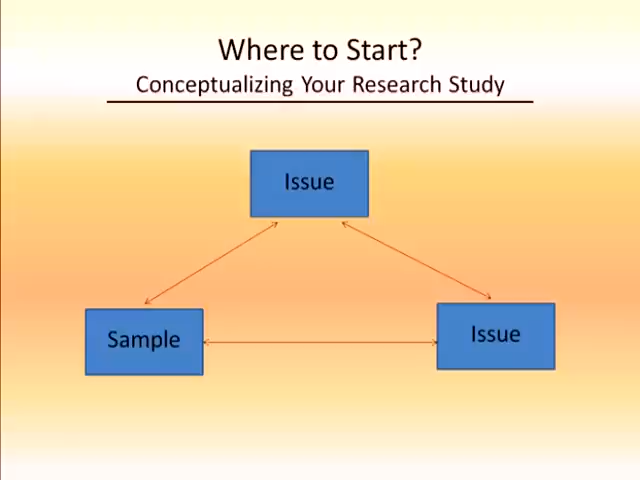 Where to Start?
Conceptualizing Your Research Study
Issue
Sample
Issue